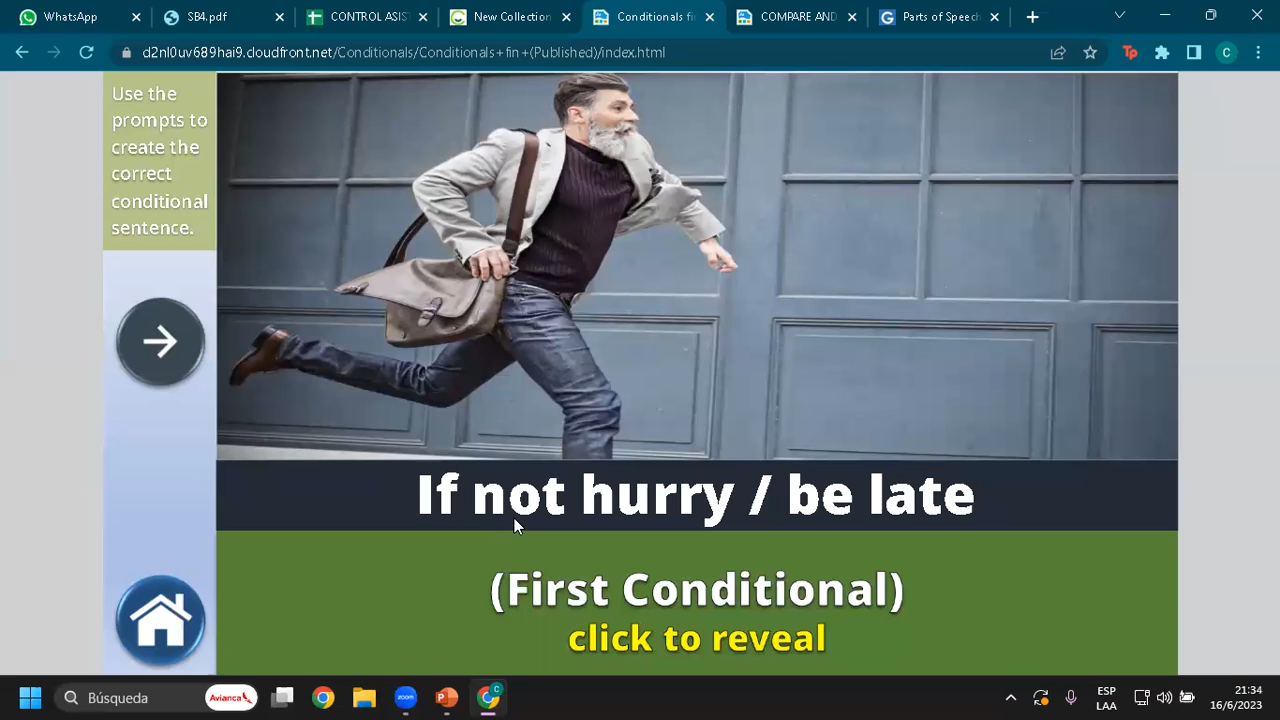 WhatsApp
SB4.pdf
CONTROL ASIS
New Collection
Conditionals fi
COMPARE AND
Parts of Speech
d2nl0uv689hai9.cloudfront.net/Conditionals/Conditionals+fin+(Published)/index.html
C
Use the
prompts to
create the
correct
conditional
sentence.
If not hurry / be late
(First Conditional)
click to reveal
Búsqueda
Avianca
zoom
C
ESP
LAA
21:34
16/6/2023